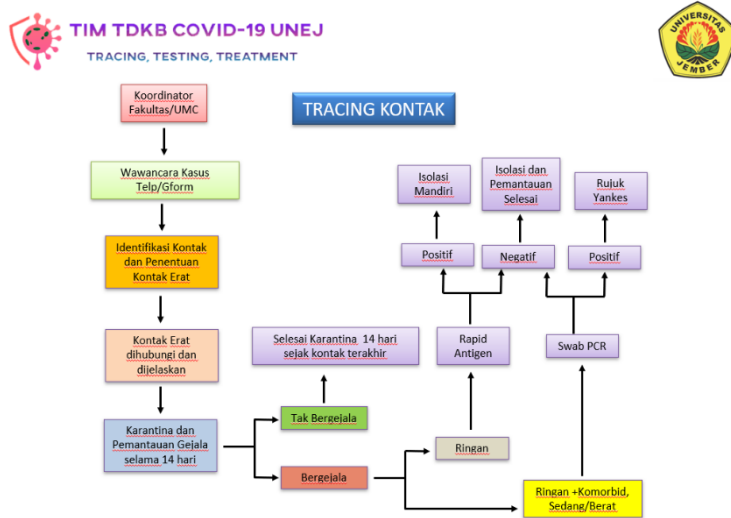 TIM TDKB COVID-19 UNEJ
TRACING, TESTING, TREATMENT
UNIVERSITAS
JEMBER
TRACING KONTAK
Koordinator
Fakultas/UMC
Wawancara Kasus
Telp/Gform
Identifikasi Kontak
dan Penentuan
Kontak Erat
Kontak Erat
dihubungi dan
dijelaskan
Karantina dan
Pemantauan Gejala
selama 14 hari
Tak Bergejala
Selesai Karantina 14 hari
sejak kontak terakhir
Bergejala
Ringan
Rapid
Antigen
Positif
Isolasi
Mandiri
Negatif
Isolasi dan
Pemantauan
Selesai
Ringan +Komorbid,
Sedang/Berat
Swab PCR
Positif
Rujuk
Yankes